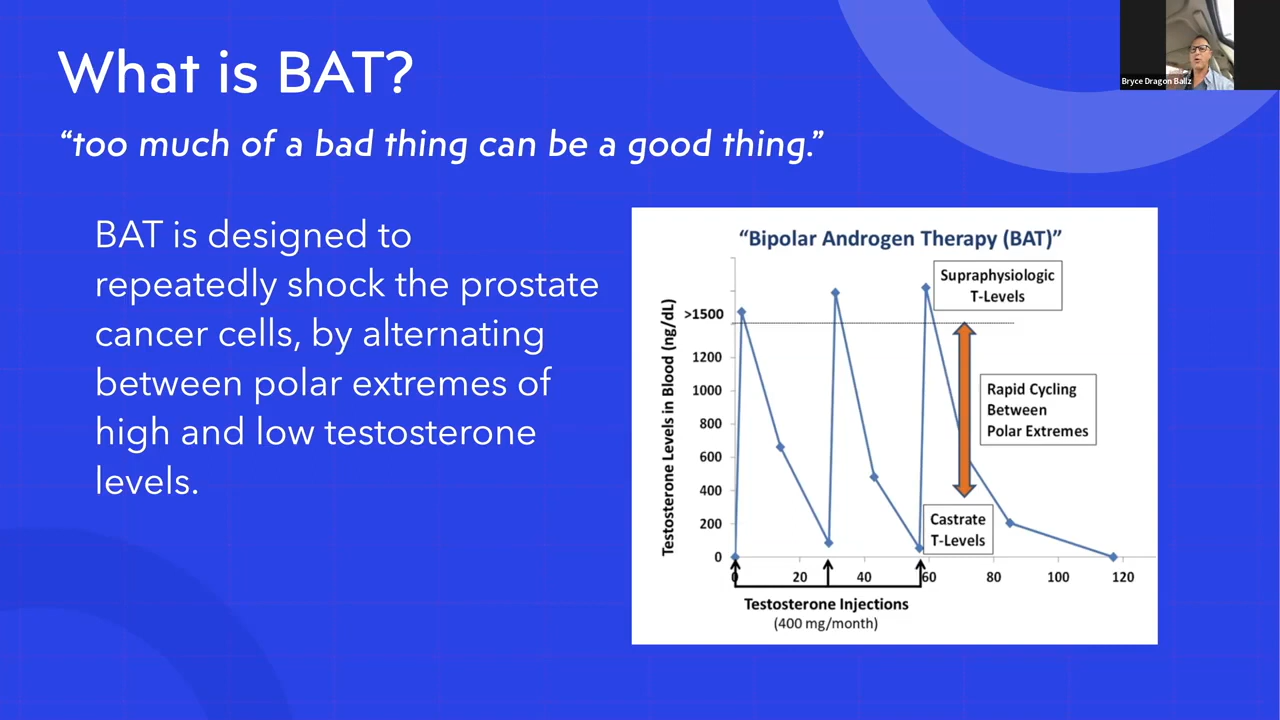 What is BAT?
“too much of a bad thing can be a good thing.”
Bryce Dragon Ballz
BAT is designed to
repeatedly shock the prostate
cancer cells, by alternating
between polar extremes of
high and low testosterone
levels.
“Bipolar Androgen Therapy (BAT)”
Supraphysiologic
T-Levels
Testosterone Levels in Blood (ng/dL)
>1500
1200
1000
800
600
400
200
0
Rapid Cycling
Between
Polar Extremes
Castrate
T-Levels
0 20 40 60 80 100 120
Testosterone Injections
(400 mg/month)